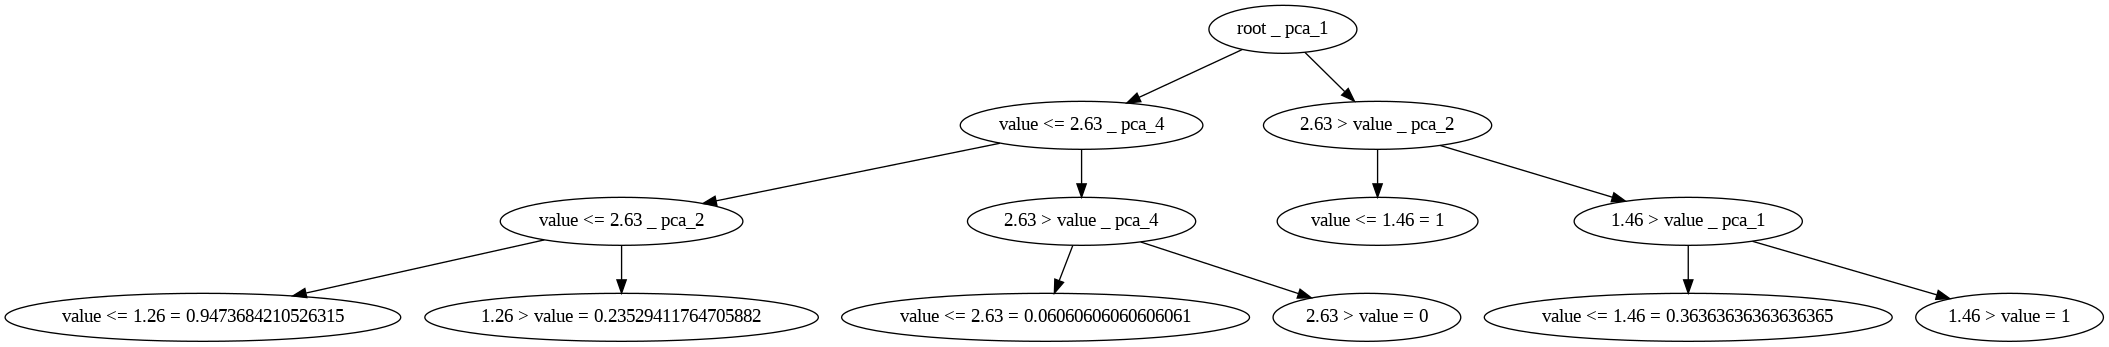 root _ pca_1
value <= 2.63 _ pca_4
2.63 > value _ pca_2
value <= 2.63 _ pca_2
2.63 > value _ pca_4
value <= 1.46 = 1
1.46 > value _ pca_1
value <= 1.26 = 0.9473684210526315
1.26 > value = 0.23529411764705882
value <= 2.63 = 0.06060606060606061
2.63 > value = 0
value <= 1.46 = 0.36363636363636365
1.46 > value = 1